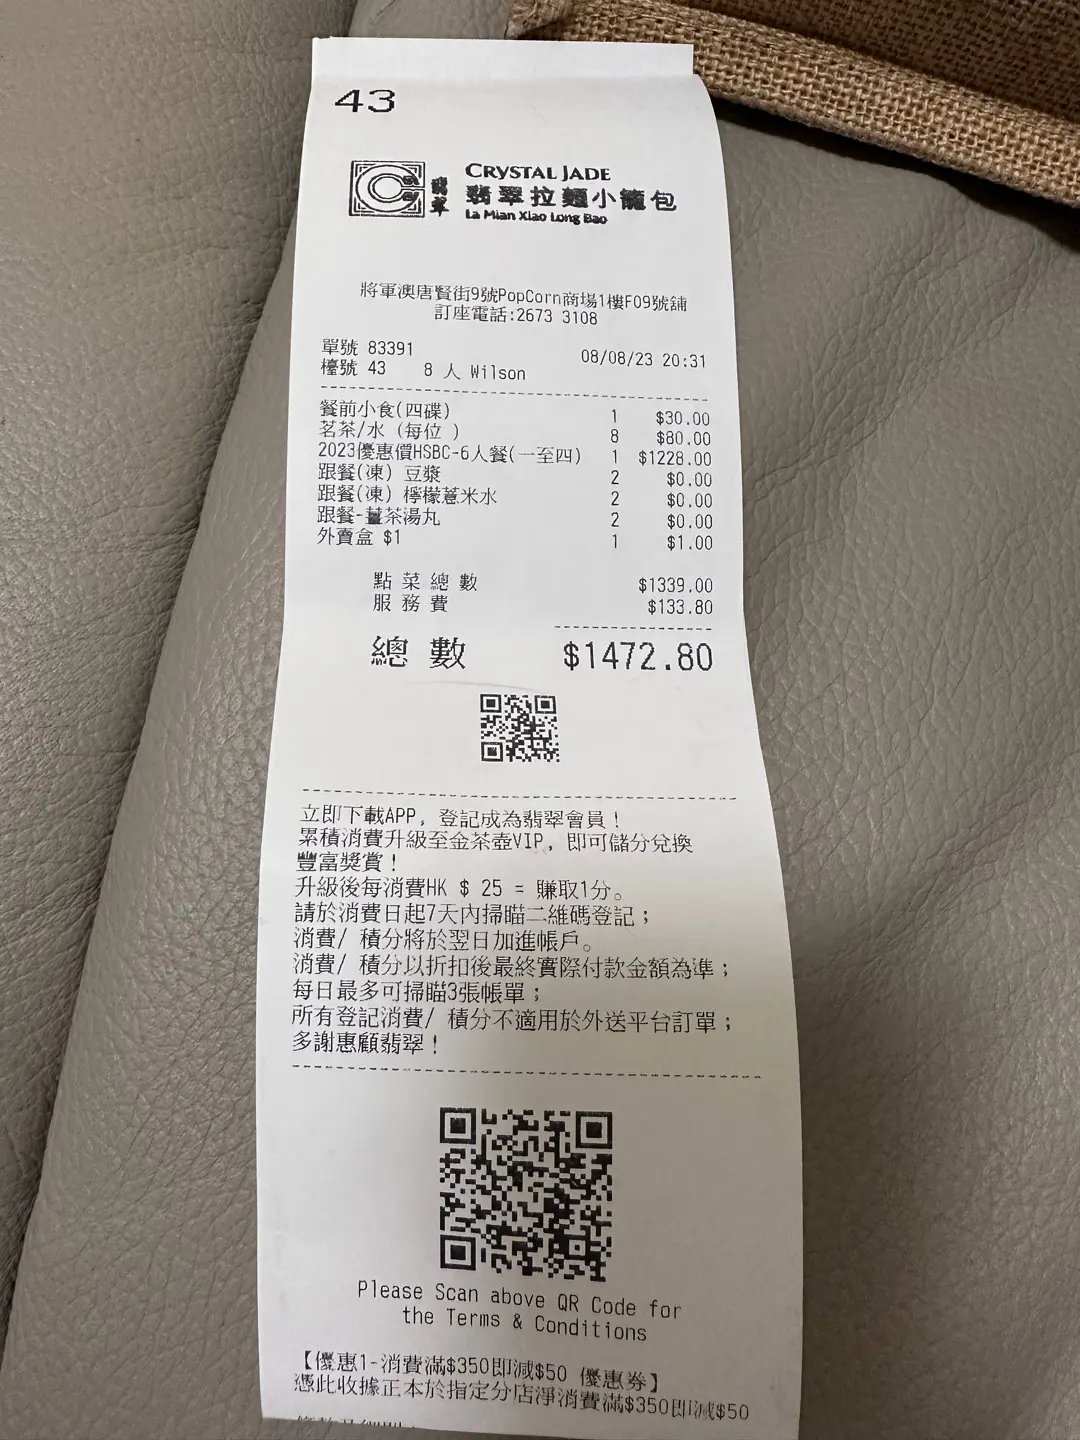 43
CRYSTAL JADE
翡翠
翡翠拉麵小籠包
La Mian Xiao Long Bao
將軍澳唐賢街9號PopCorn商場1樓F09號舖
訂座電話:2673 3108
單號 83391 08/08/23 20:31
檯號 43 8 人 Wilson
餐前小食(四碟) 1 $30.00
茗茶/水 (每位 ) 8 $80.00
2023優惠價HSBC-6人餐(一至四) 1 $1228.00
跟餐(凍) 豆漿 2 $0.00
跟餐(凍) 檸檬薏米水 2 $0.00
跟餐-薑茶湯丸 2 $0.00
外賣盒 $1 1 $1.00
點菜總數 $1339.00
服務費 $133.80
總數 $1472.80
立即下載APP, 登記成為翡翠會員!
累積消費升級至金茶壺VIP, 即可儲分兌換
豐富獎賞!
升級後每消費HK $ 25 = 賺取1分。
請於消費日起7天內掃瞄二維碼登記;
消費/ 積分將於翌日加進帳戶。
消費/ 積分以折扣後最終實際付款金額為準;
每日最多可掃瞄3張帳單;
所有登記消費/ 積分不適用於外送平台訂單;
多謝惠顧翡翠!
Please Scan above QR Code for
the Terms & Conditions
【優惠1-消費滿$350即減$50 優惠券】
憑此收據正本於指定分店淨消費滿$350即減$50